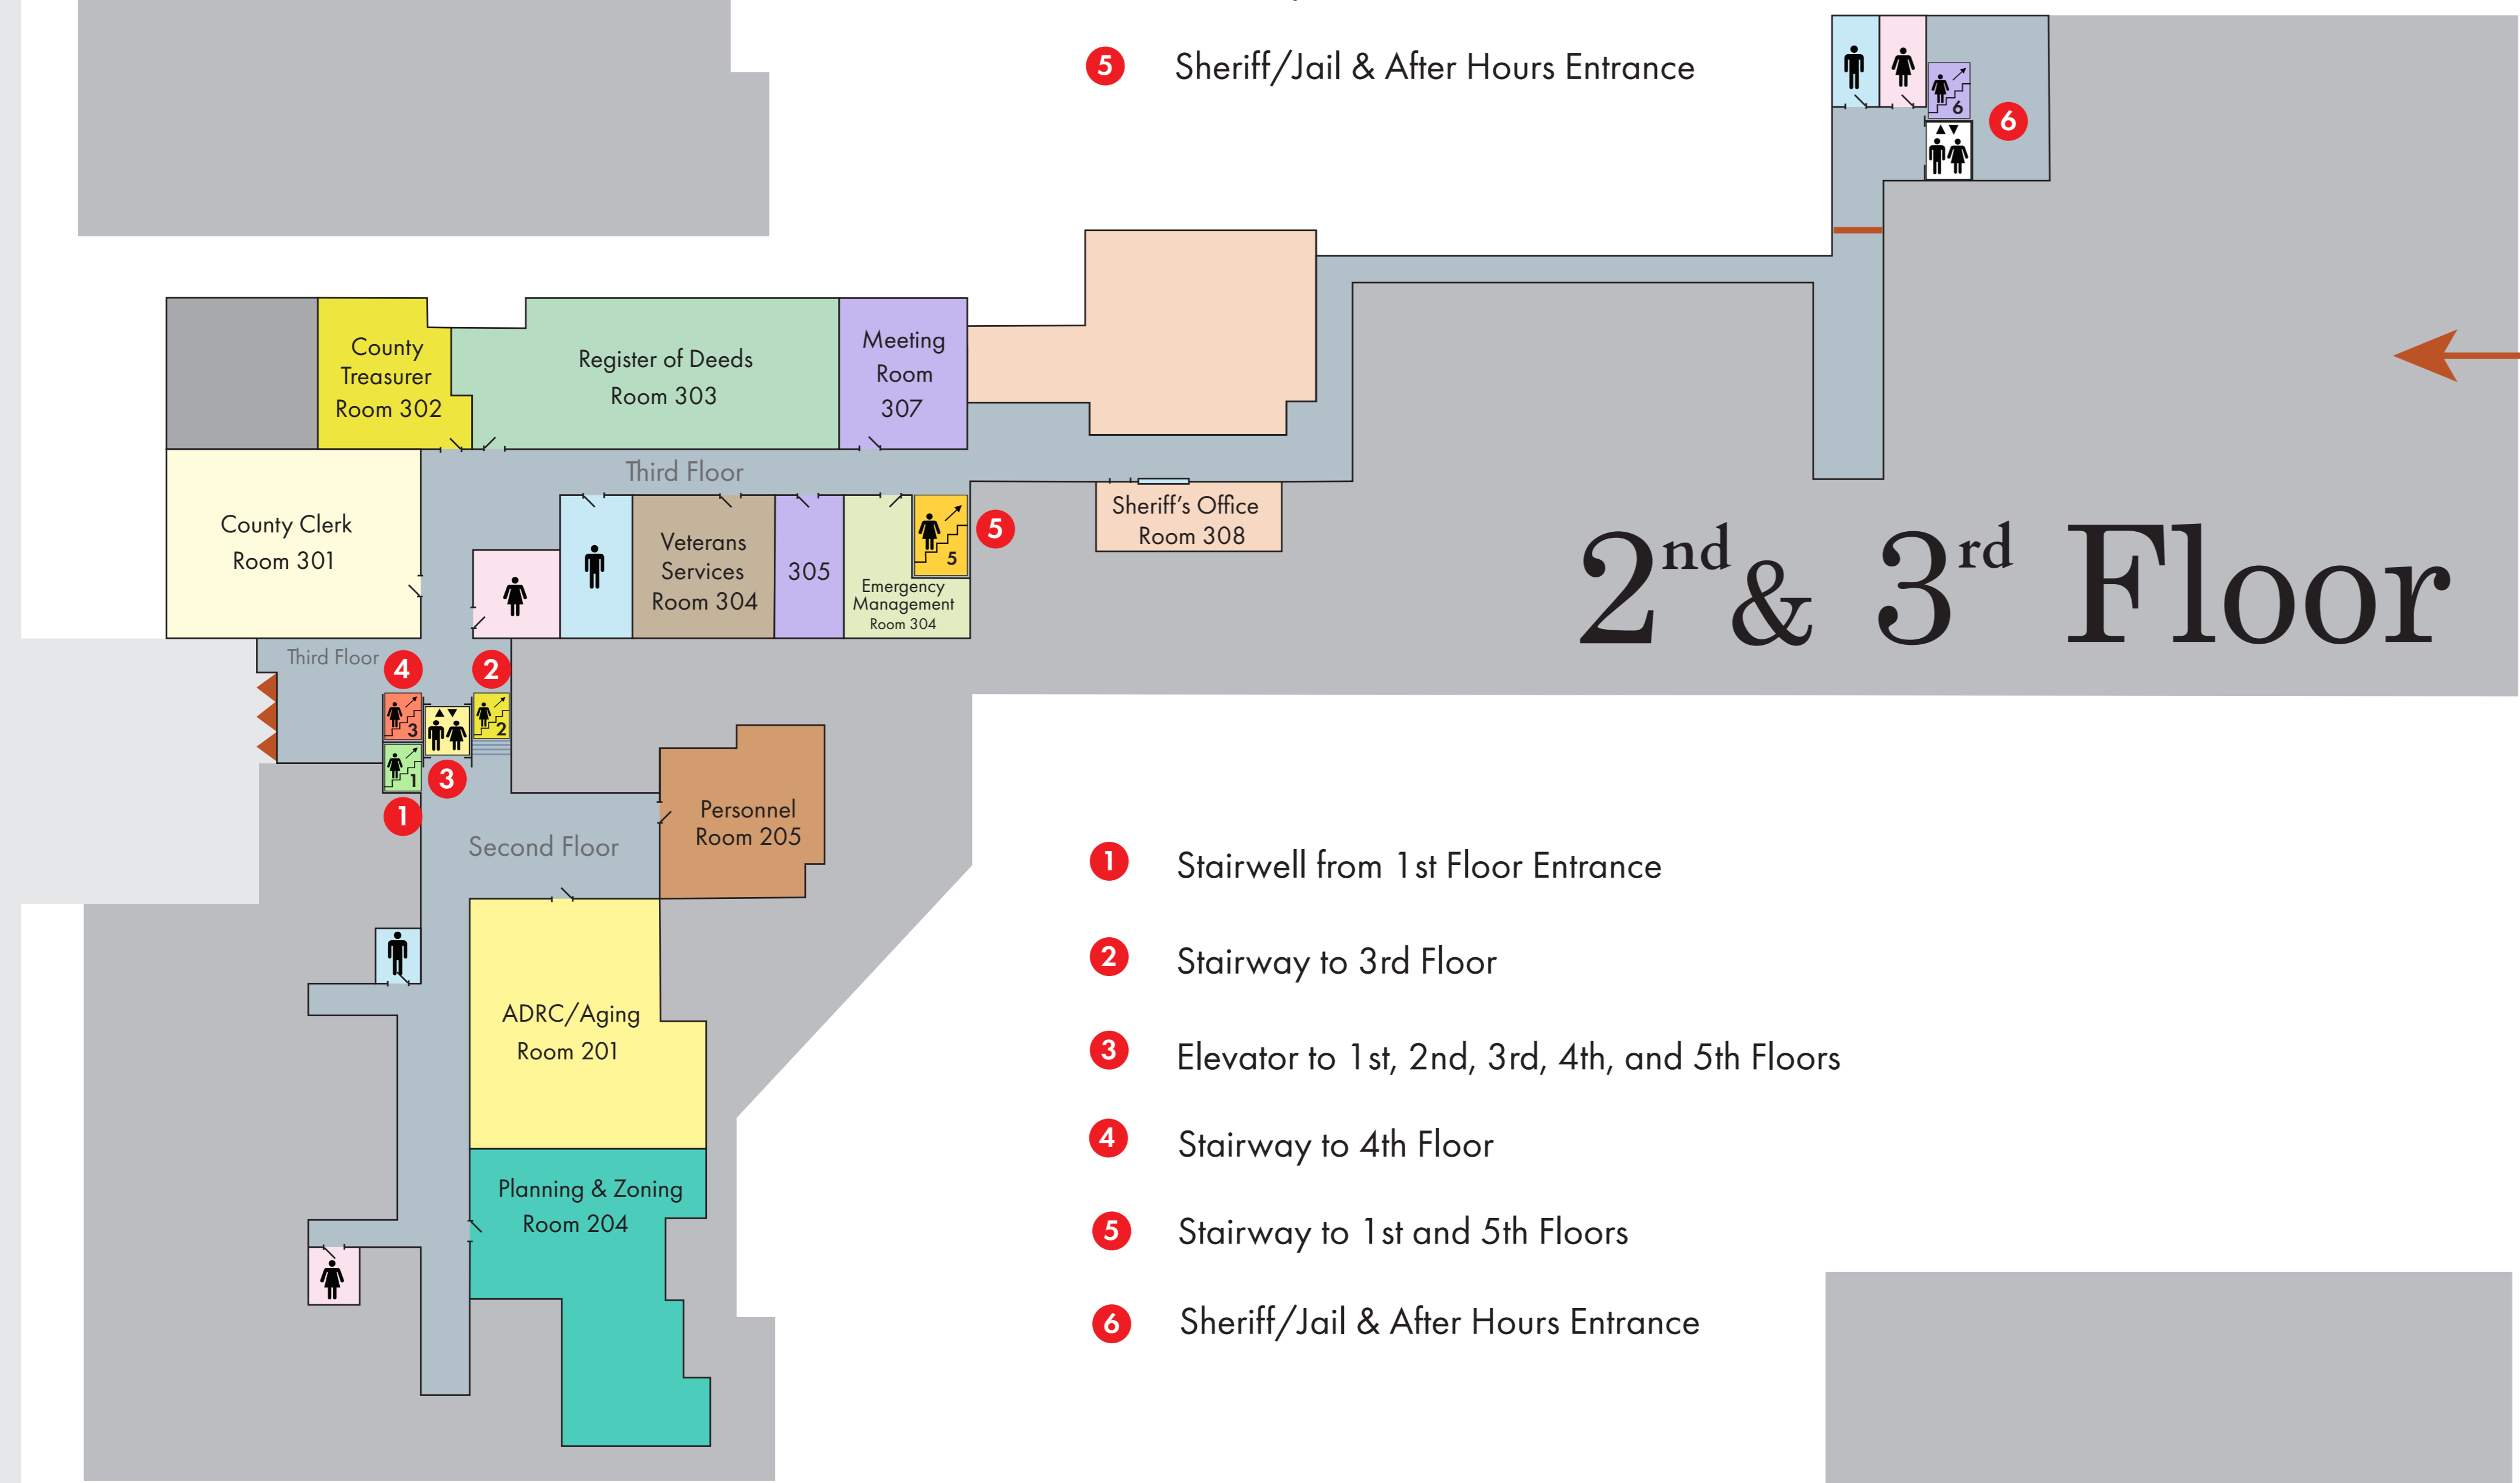 5 Sheriff/Jail & After Hours Entrance
6
6
County
Treasurer
Room 302
Register of Deeds
Room 303
Meeting
Room
307
Third Floor
County Clerk
Room 301
Veterans
Services
Room 304
305
Emergency
Management
Room 304
5
5
Sheriff's Office
Room 308
2nd & 3rd Floor
Third Floor
4
2
3
2
1
3
1
Second Floor
Personnel
Room 205
ADRC/Aging
Room 201
Planning & Zoning
Room 204
1 Stairwell from 1st Floor Entrance
2 Stairway to 3rd Floor
3 Elevator to 1st, 2nd, 3rd, 4th, and 5th Floors
4 Stairway to 4th Floor
5 Stairway to 1st and 5th Floors
6 Sheriff/Jail & After Hours Entrance